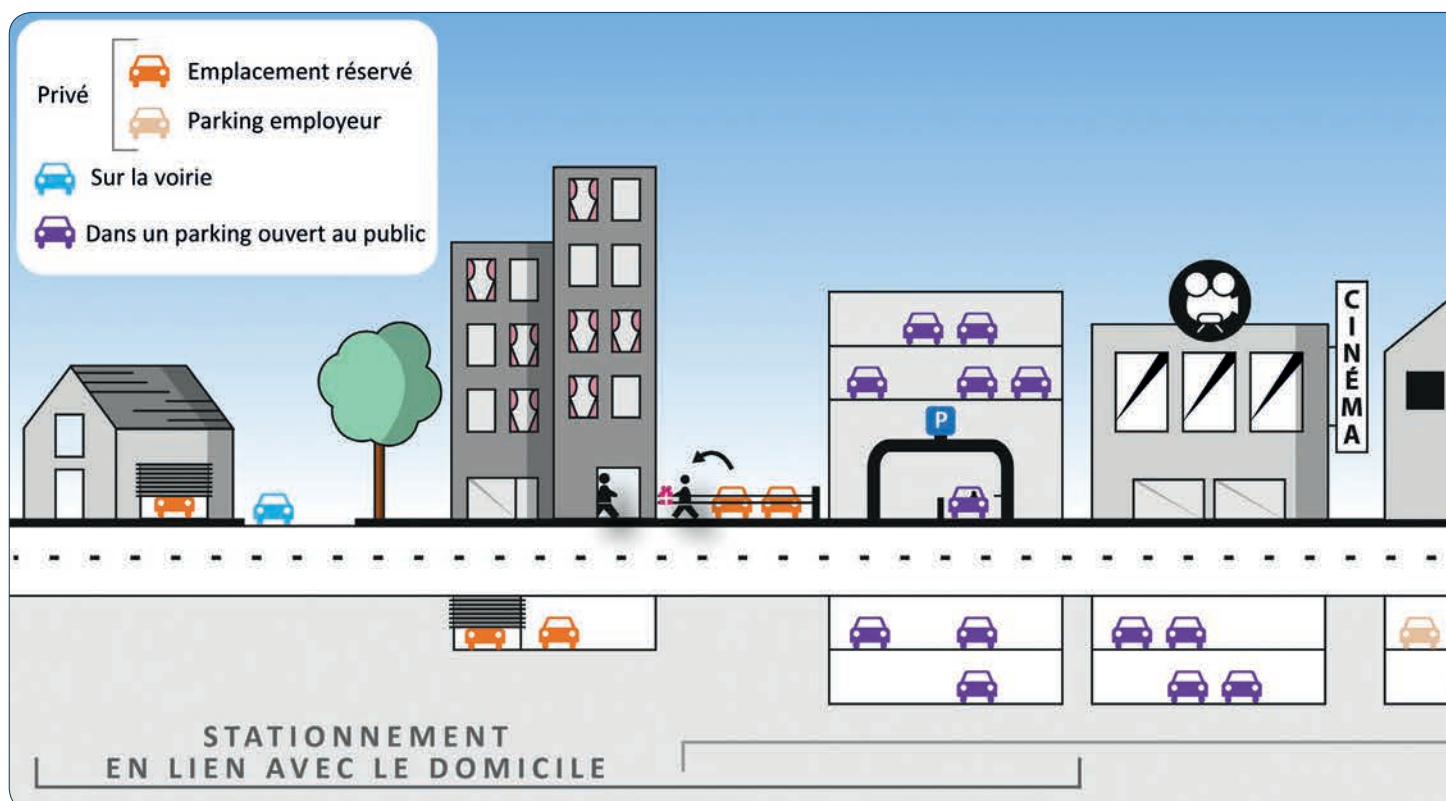 Privé
Emplacement réservé
Parking employeur
Sur la voirie
Dans un parking ouvert au public
P
CINÉMA
STATIONNEMENT
EN LIEN AVEC LE DOMICILE